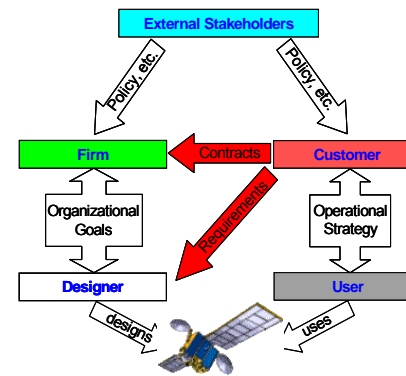 External Stakeholders
Policy, etc.
Policy, etc.
Firm
Contracts
Customer
Requirements
Organizational
Goals
Operational
Strategy
Designer
User
designs
uses